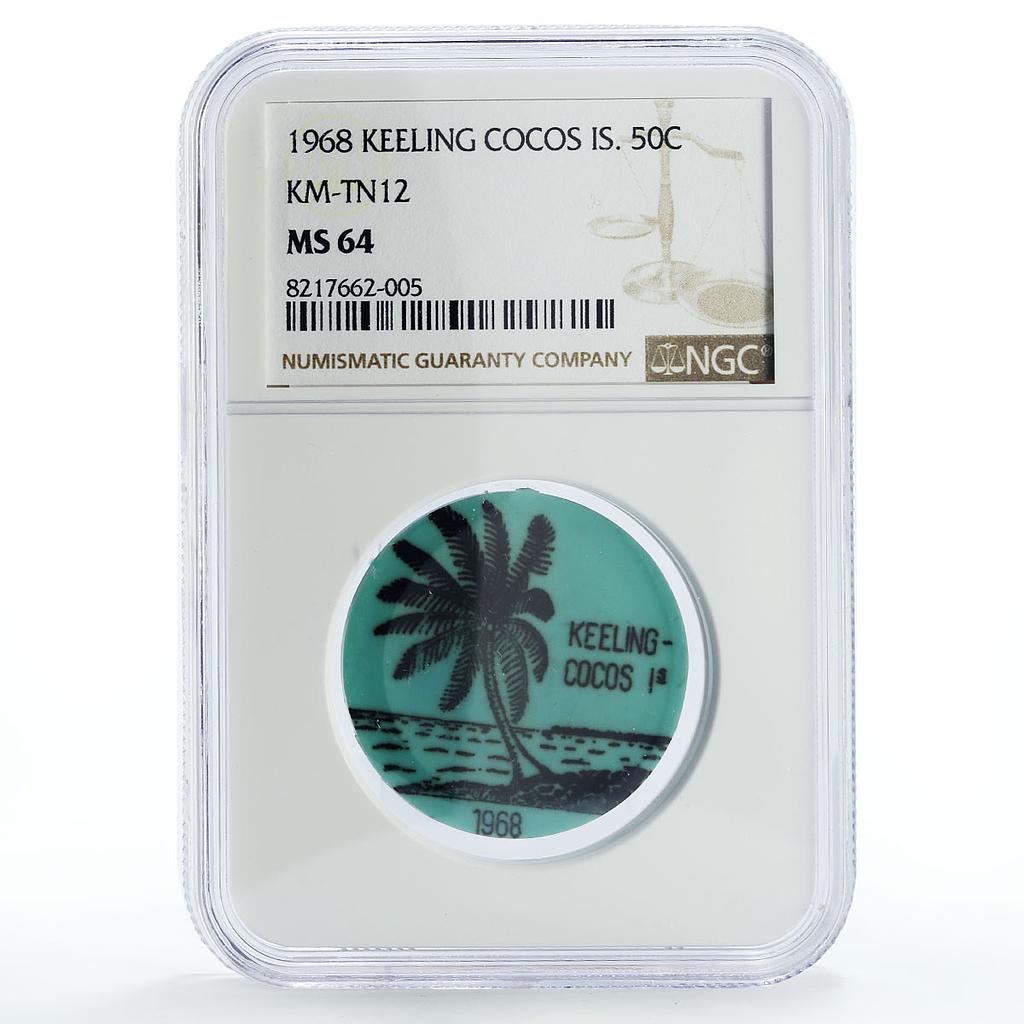 1968 KEELING COCOS IS. 50C
KM-TN12
MS 64
8217662-005
NUMISMATIC GUARANTY COMPANY NGC®
KEELING-
COCOS Iˢ
1968